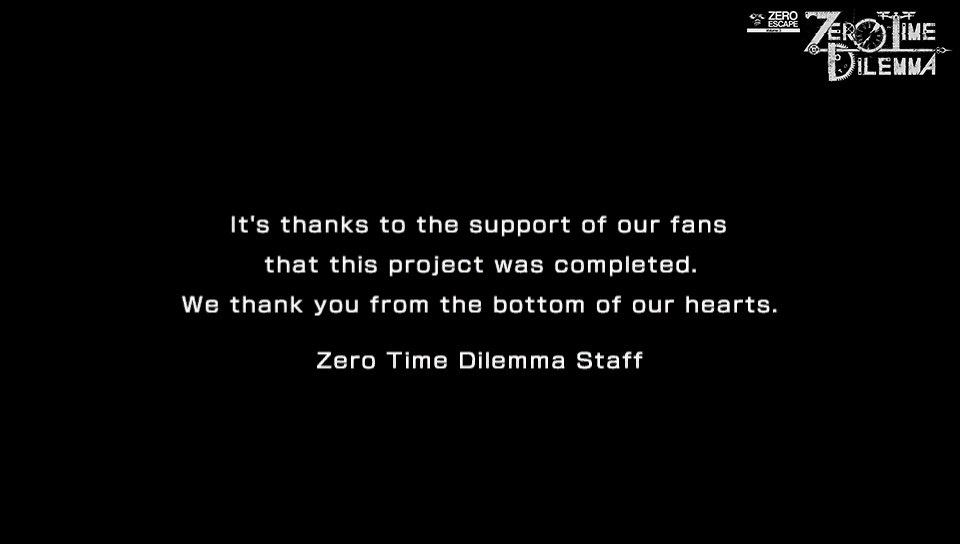 ZERO
ESCAPE
ZERO TIME
DILEMMA
It's thanks to the support of our fans
that this project was completed.
We thank you from the bottom of our hearts.
Zero Time Dilemma Staff